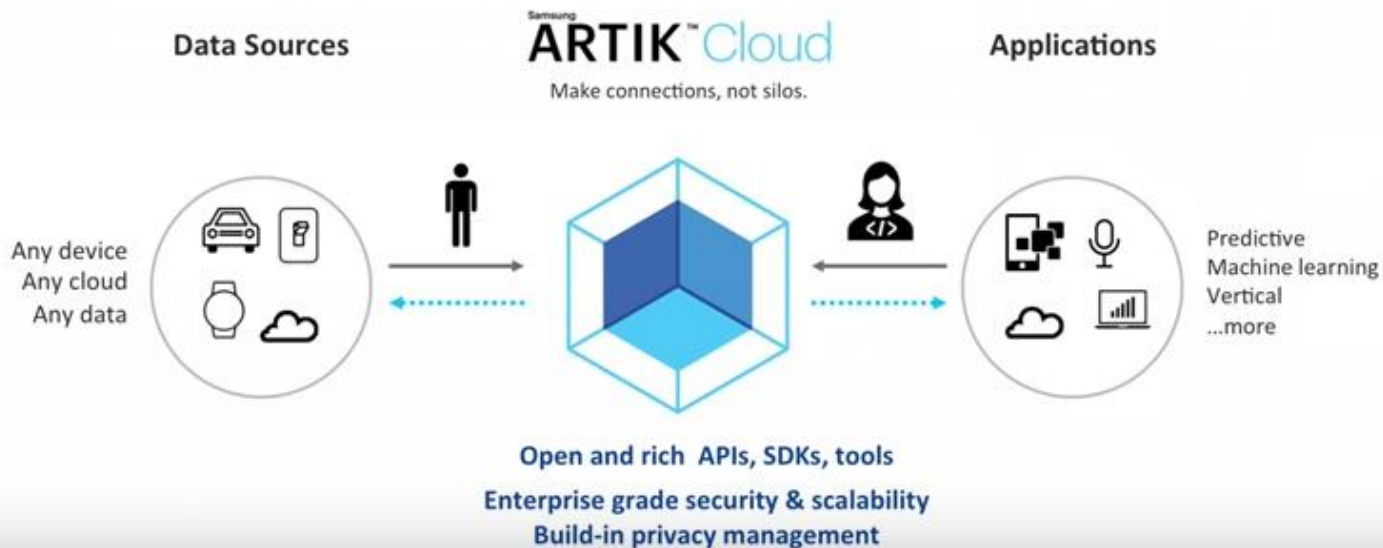 Data Sources
Samsung
ARTIK™ Cloud
Make connections, not silos.
Applications
Any device
Any cloud
Any data
</>
Predictive
Machine learning
Vertical
...more
Open and rich APIs, SDKs, tools
Enterprise grade security & scalability
Build-in privacy management